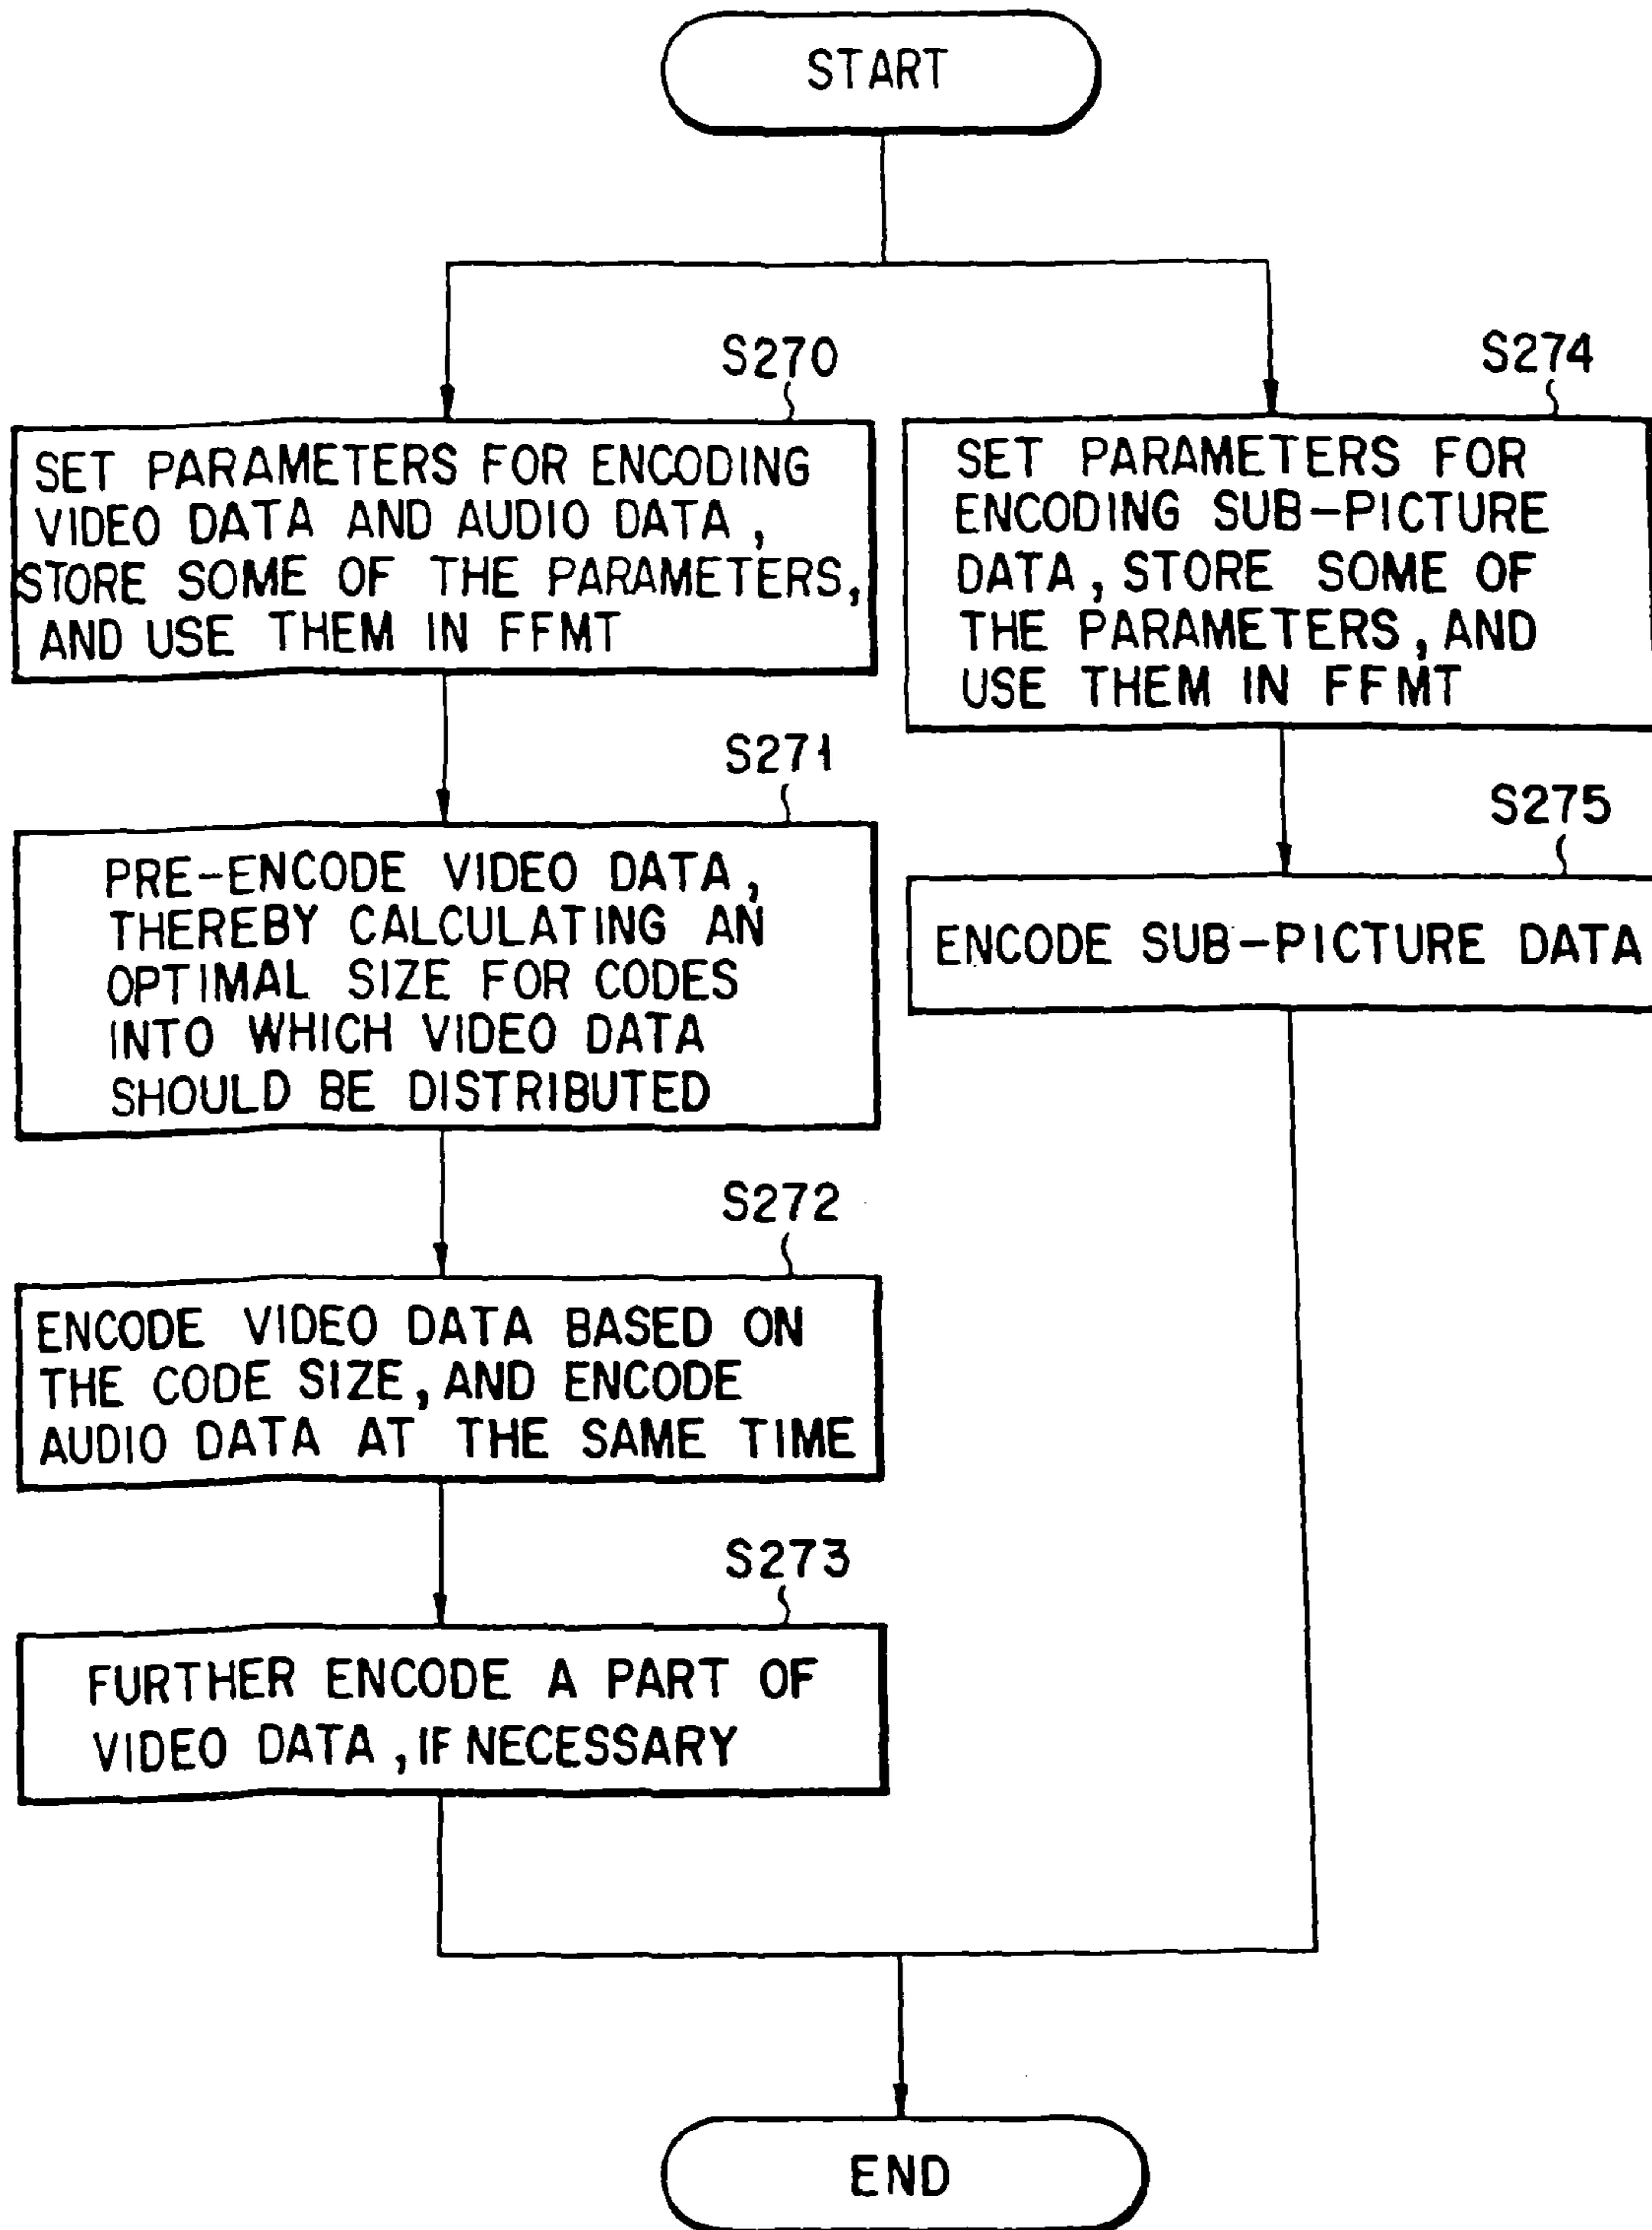 START
S270
SET PARAMETERS FOR ENCODING
VIDEO DATA AND AUDIO DATA,
STORE SOME OF THE PARAMETERS,
AND USE THEM IN FFMT
S271
PRE-ENCODE VIDEO DATA,
THEREBY CALCULATING AN
OPTIMAL SIZE FOR CODES
INTO WHICH VIDEO DATA
SHOULD BE DISTRIBUTED
S272
ENCODE VIDEO DATA BASED ON
THE CODE SIZE, AND ENCODE
AUDIO DATA AT THE SAME TIME
S273
FURTHER ENCODE A PART OF
VIDEO DATA, IF NECESSARY
S274
SET PARAMETERS FOR
ENCODING SUB-PICTURE
DATA, STORE SOME OF
THE PARAMETERS, AND
USE THEM IN FFMT
S275
ENCODE SUB-PICTURE DATA
END